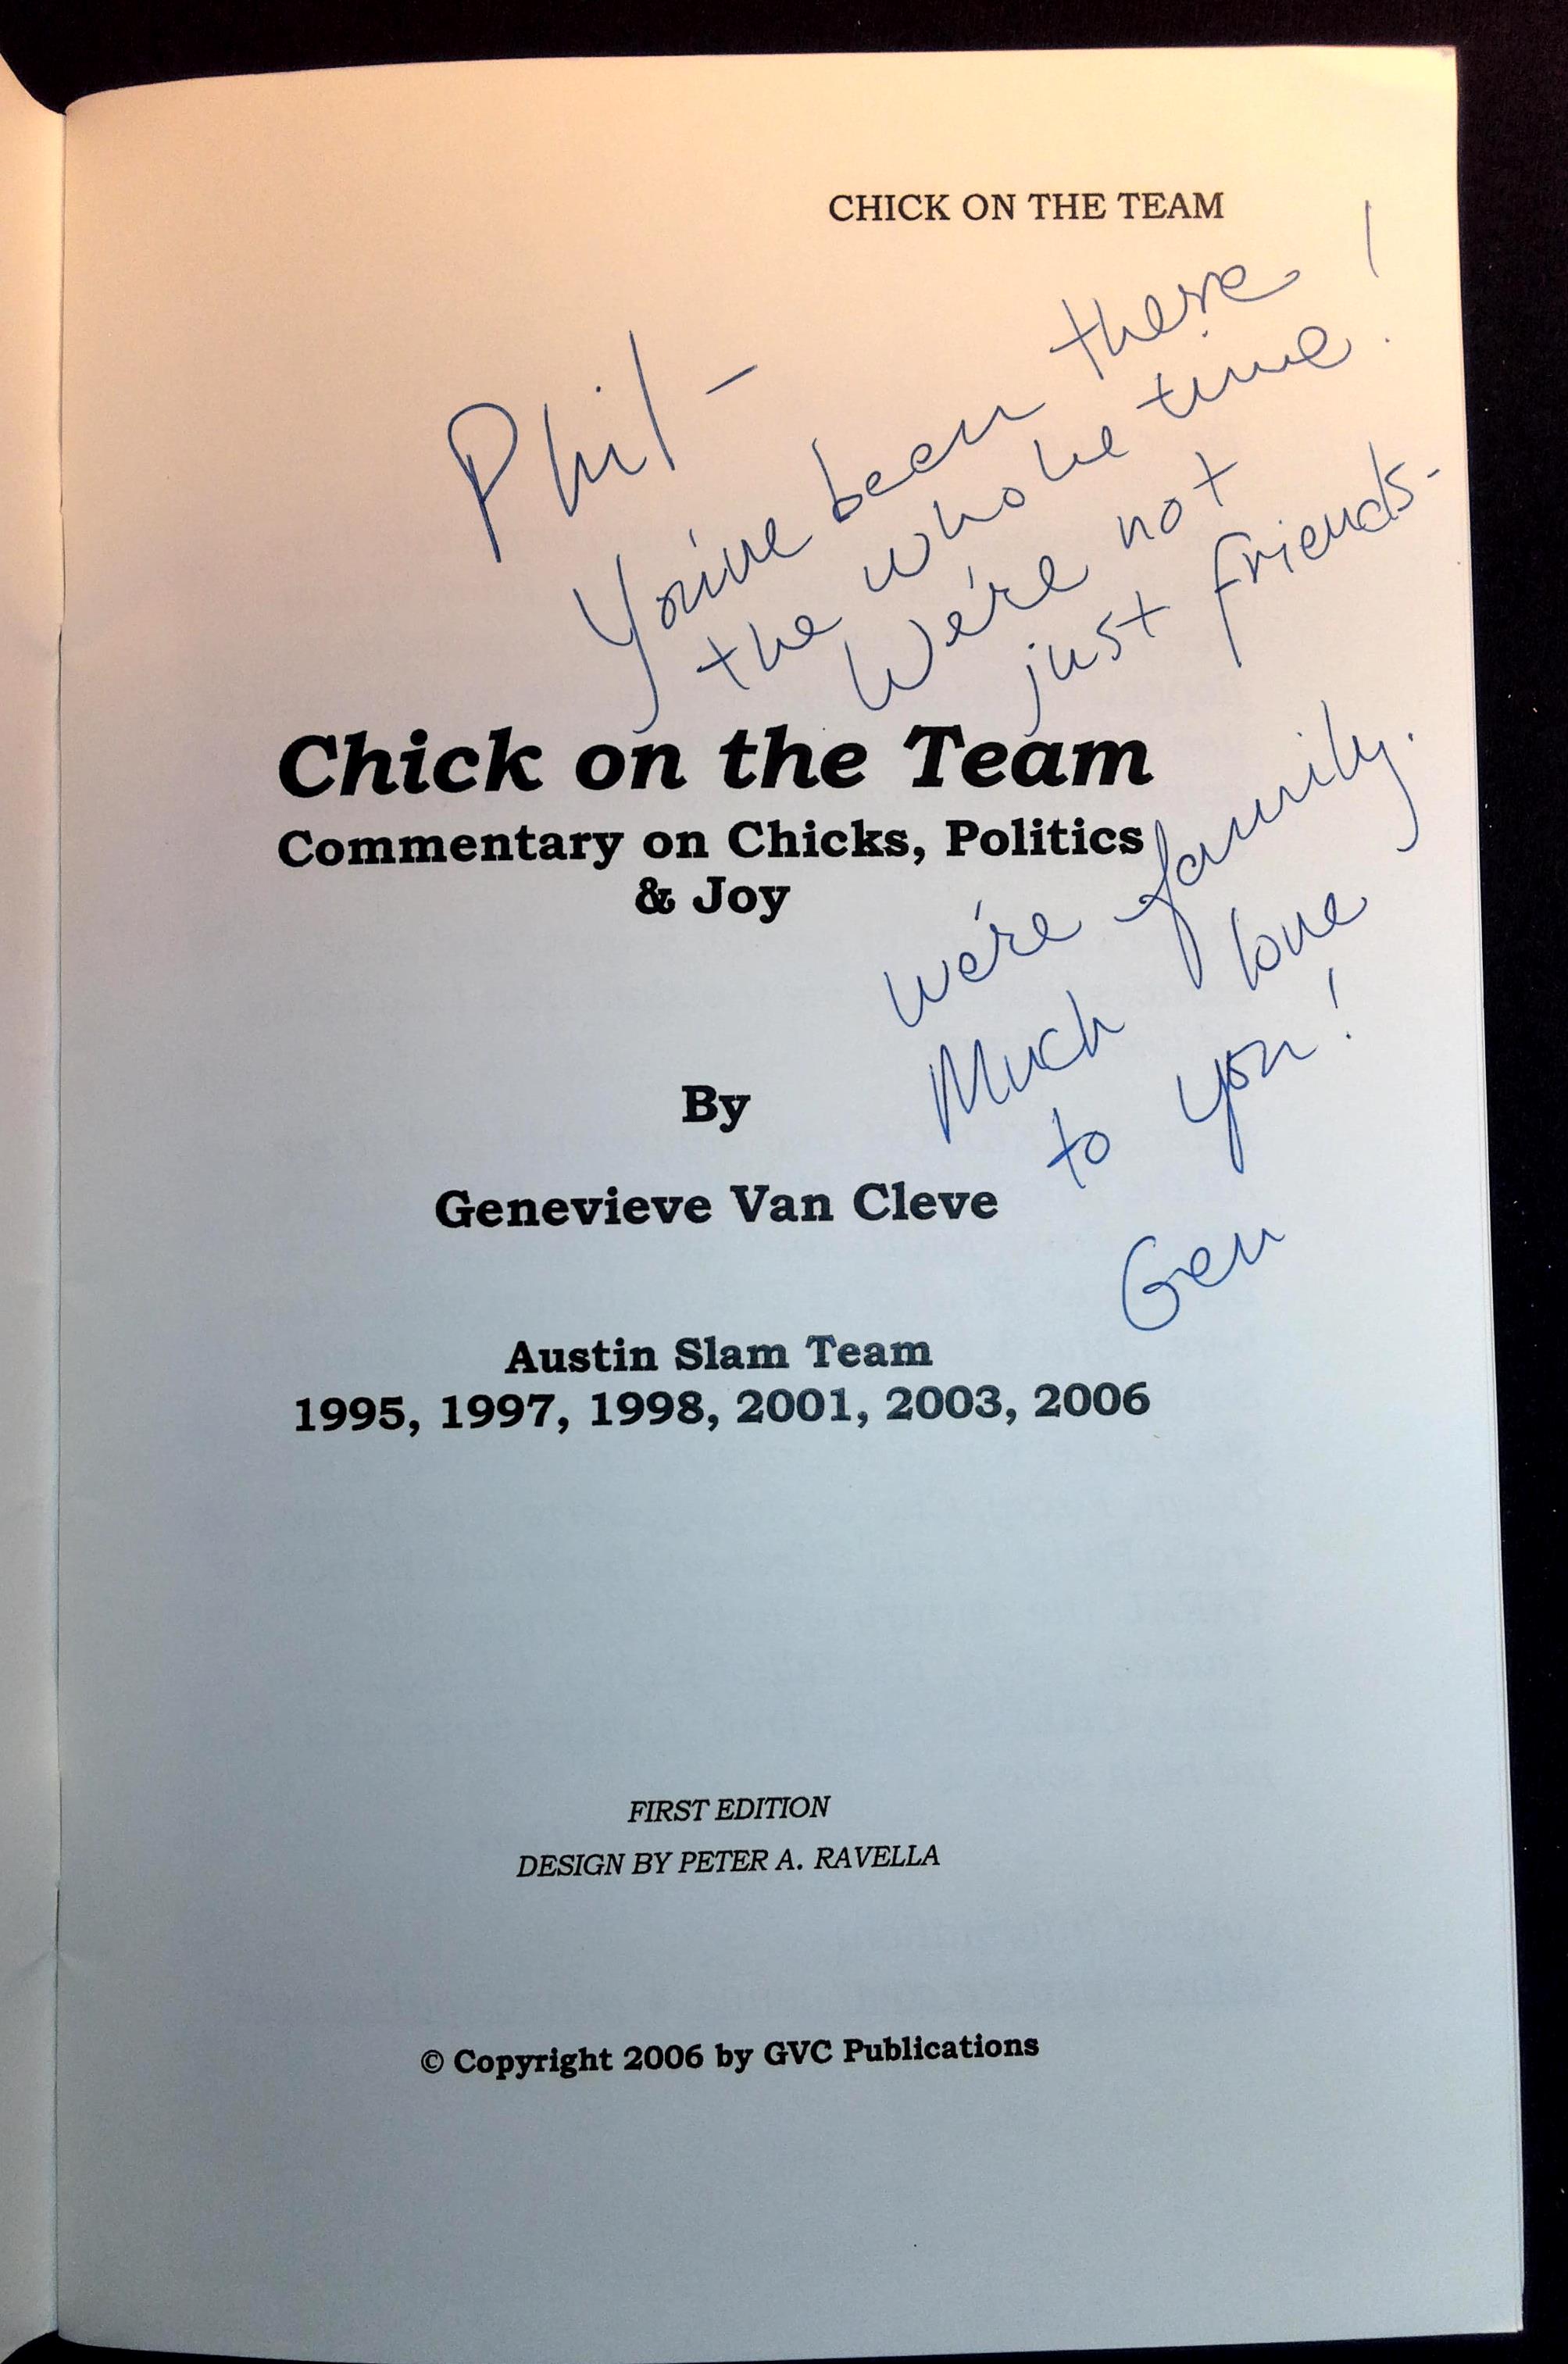 CHICK ON THE TEAM
Phil –
You've been there!
the whole time!
We're not
just friends.
Chick on the Team
Commentary on Chicks, Politics
& Joy
we're family.
Much love
to you!
Gen
By
Genevieve Van Cleve
Austin Slam Team
1995, 1997, 1998, 2001, 2003, 2006
FIRST EDITION
DESIGN BY PETER A. RAVELLA
© Copyright 2006 by GVC Publications